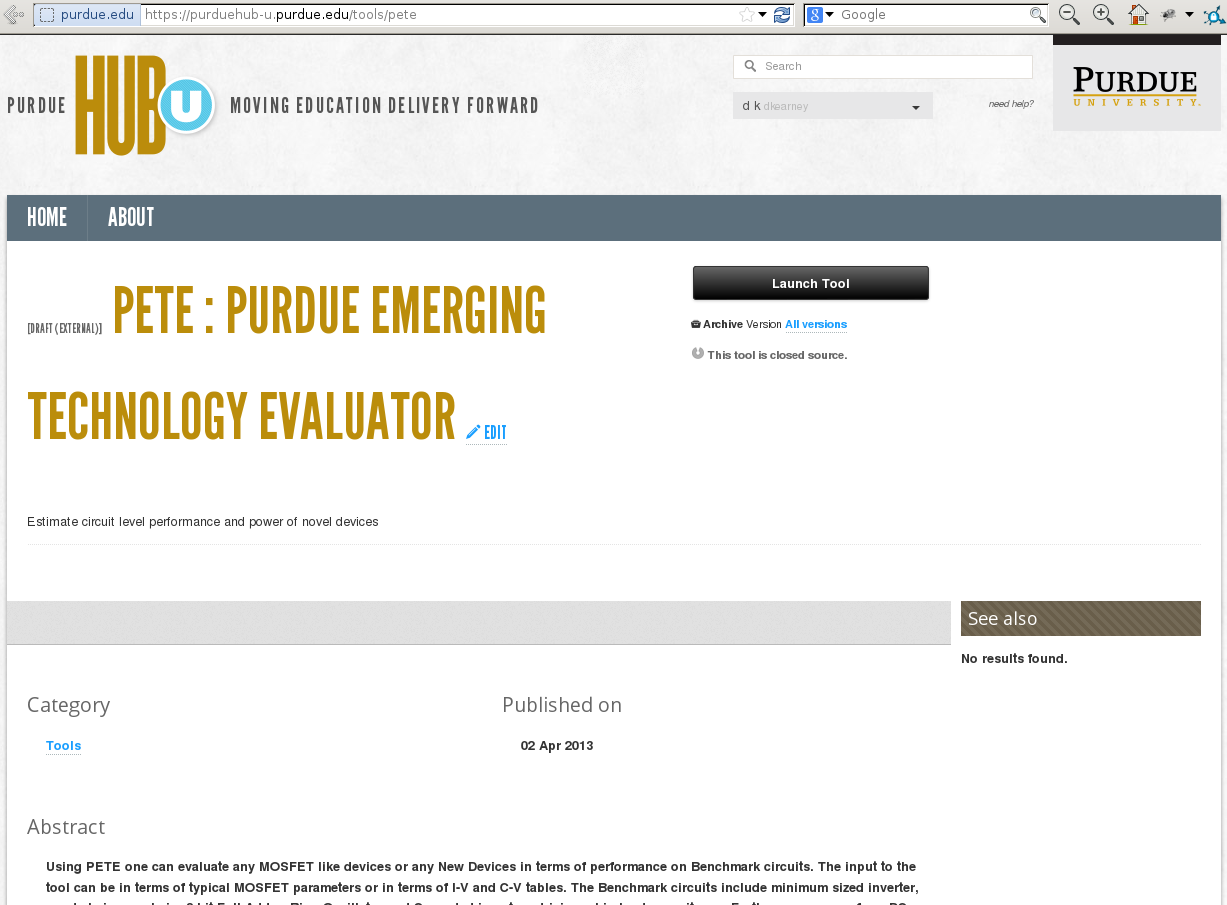 purdue.edu https://purduehub-u.purdue.edu/tools/pete Google
PURDUE HUB U MOVING EDUCATION DELIVERY FORWARD
Search
d k dkearney
need help?
PURDUE
UNIVERSITY.
HOME ABOUT
[DRAFT (EXTERNAL)] PETE : PURDUE EMERGING
TECHNOLOGY EVALUATOR EDIT
Launch Tool
Archive Version All versions
This tool is closed source.
Estimate circuit level performance and power of novel devices
See also
No results found.
Category
Tools
Published on
02 Apr 2013
Abstract
Using PETE one can evaluate any MOSFET like devices or any New Devices in terms of performance on Benchmark circuits. The input to the
tool can be in terms of typical MOSFET parameters or in terms of I-V and C-V tables. The Benchmark circuits include minimum sized inverter,